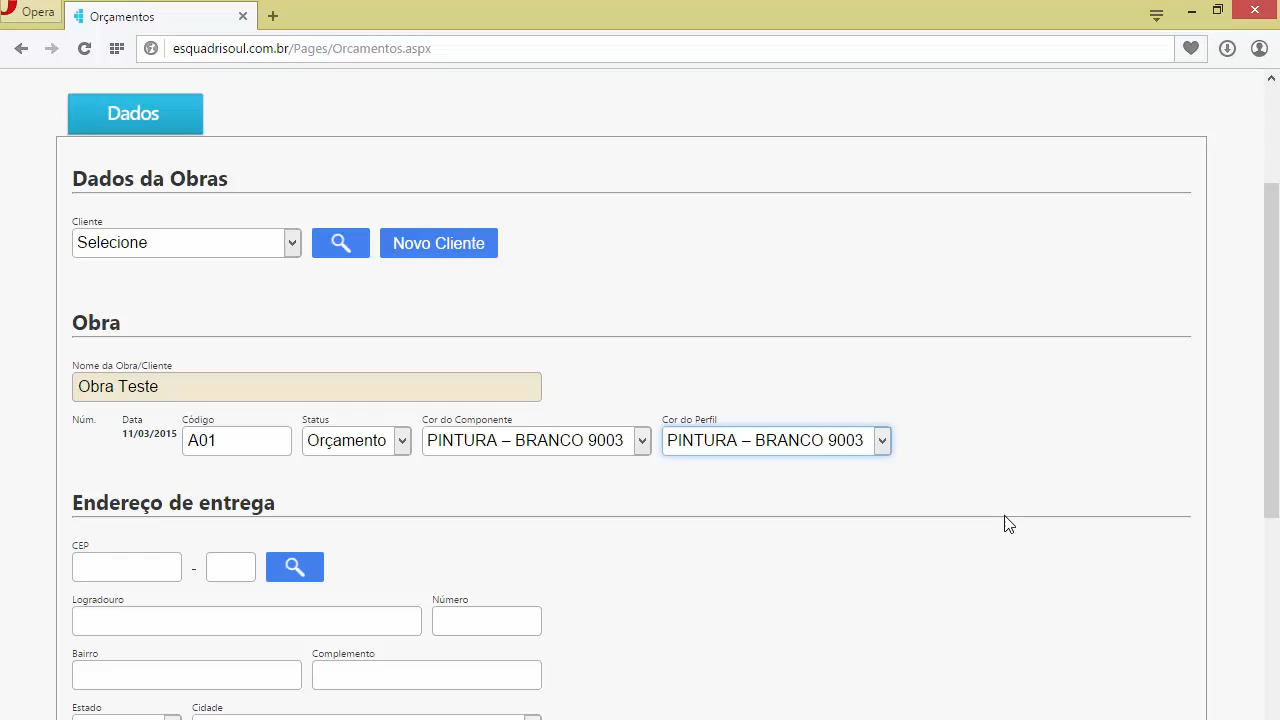 Opera
Orçamentos
esquadrisoul.com.br/Pages/Orcamentos.aspx
Dados
Dados da Obras
Cliente
Selecione
Novo Cliente
Obra
Nome da Obra/Cliente
Obra Teste
Núm. Data Código Status Cor do Componente Cor do Perfil
11/03/2015 A01 Orçamento PINTURA – BRANCO 9003 PINTURA – BRANCO 9003
Endereço de entrega
CEP
-
Logradouro Número
Bairro Complemento
Estado Cidade